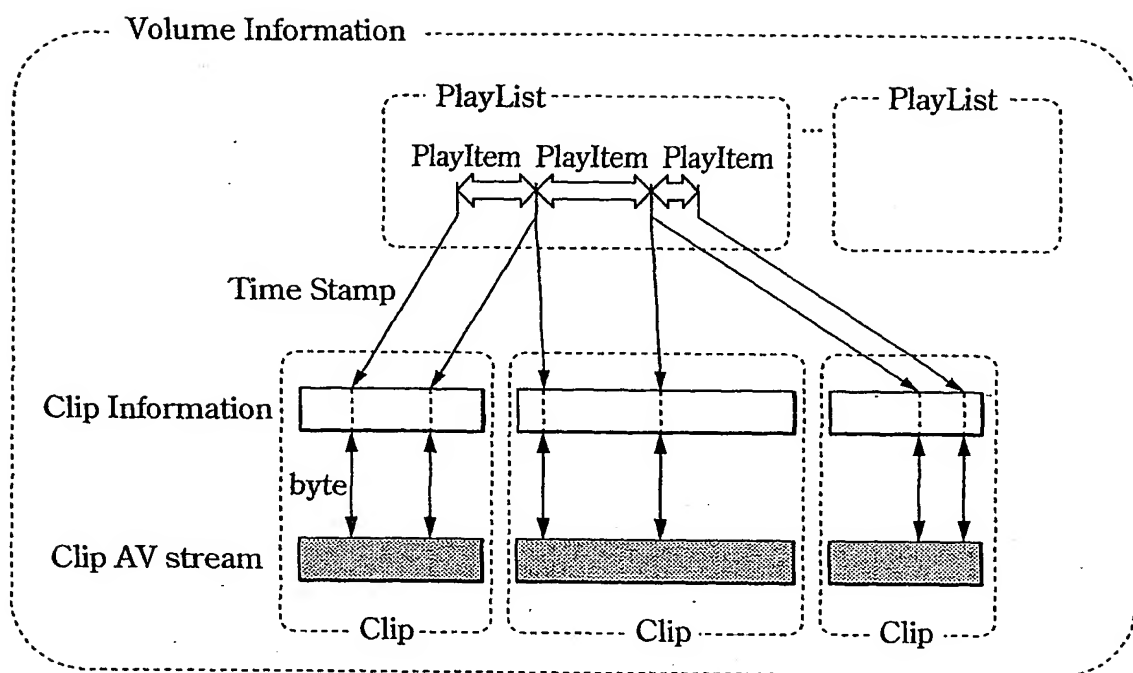 Volume Information
PlayList
PlayList
...
PlayItem PlayItem PlayItem
Time Stamp
Clip Information
byte
Clip AV stream
Clip
Clip
Clip